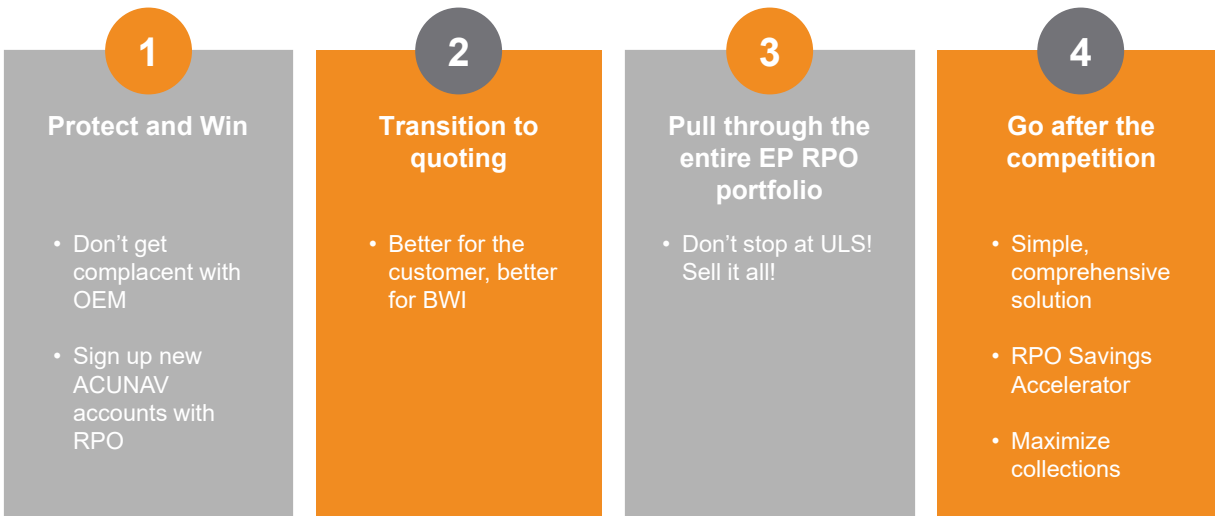 1
Protect and Win
• Don’t get
complacent with
OEM
• Sign up new
ACUNAV
accounts with
RPO
2
Transition to
quoting
• Better for the
customer, better
for BWI
3
Pull through the
entire EP RPO
portfolio
• Don’t stop at ULS!
Sell it all!
4
Go after the
competition
• Simple,
comprehensive
solution
• RPO Savings
Accelerator
• Maximize
collections